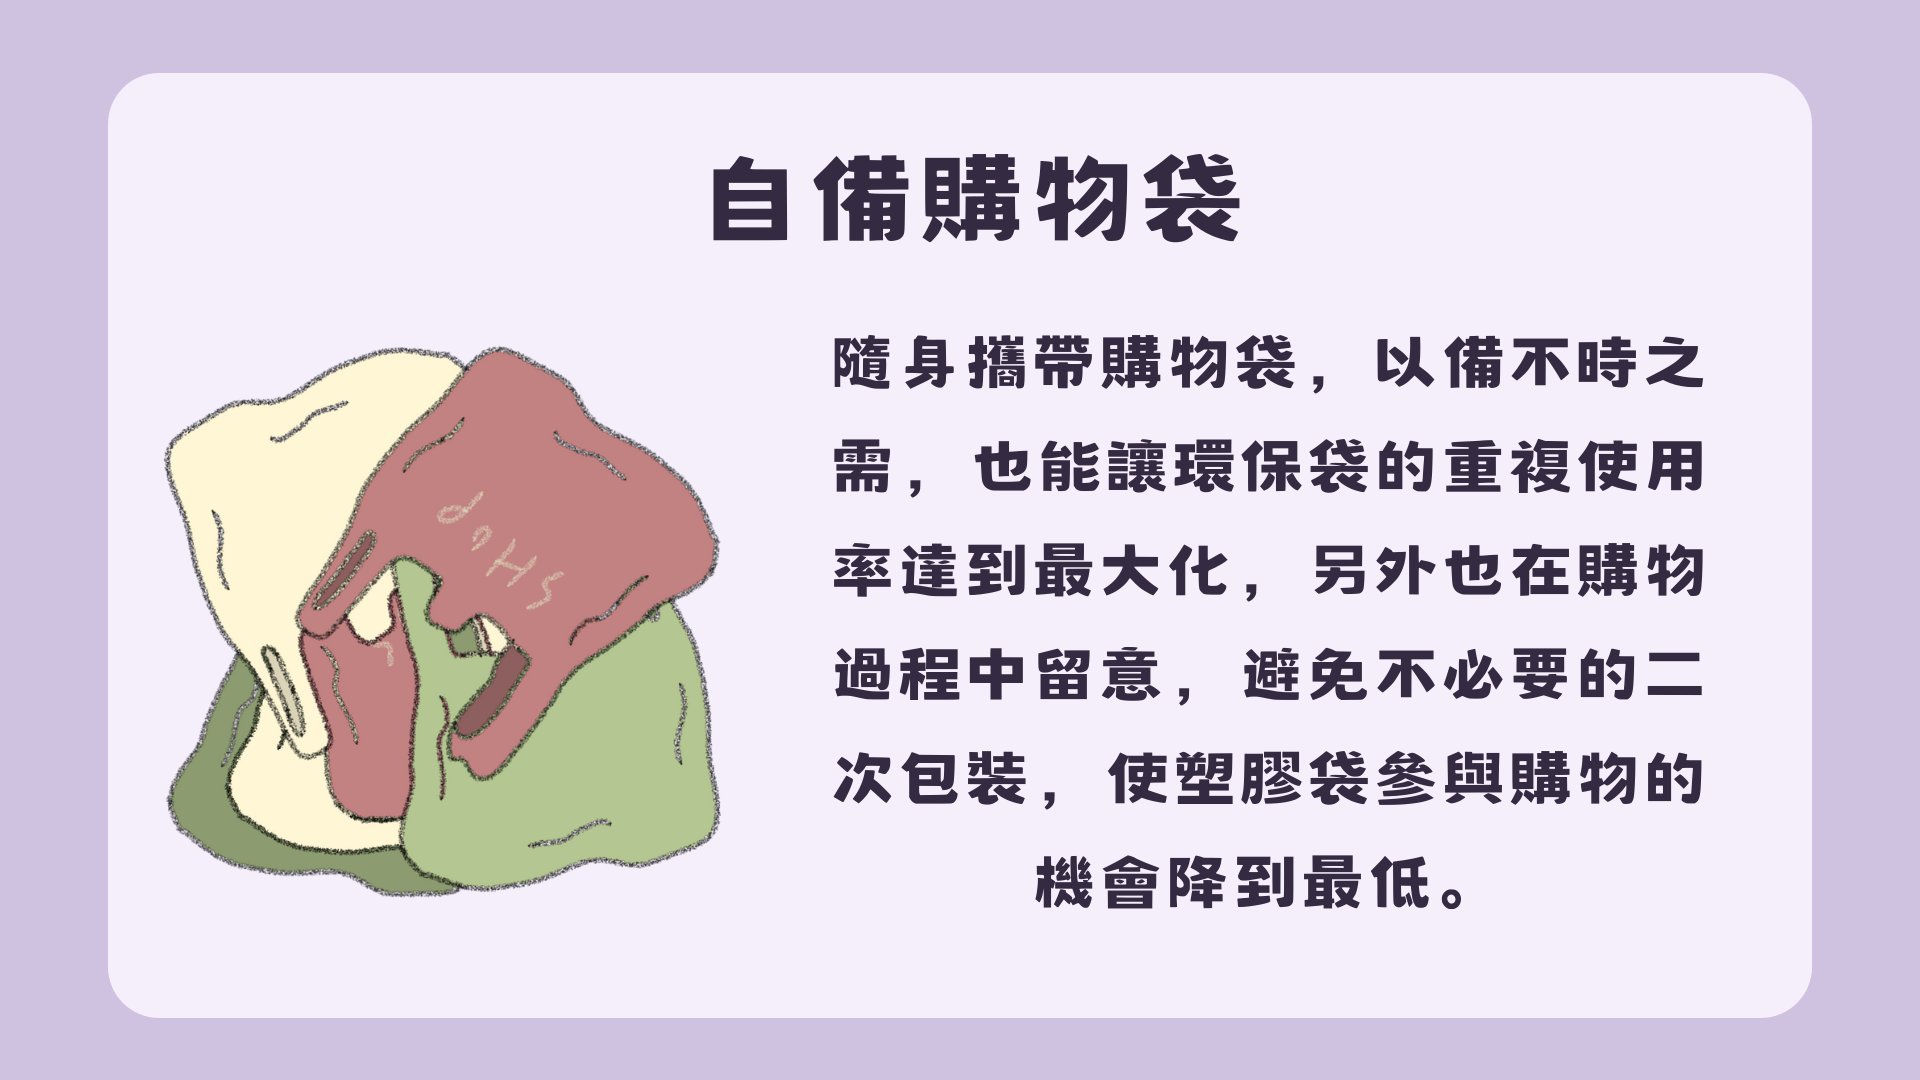 自備購物袋
隨身攜帶購物袋，以備不時之
需，也能讓環保袋的重複使用
率達到最大化，另外也在購物
過程中留意，避免不必要的二
次包裝，使塑膠袋參與購物的
機會降到最低。
SHOP